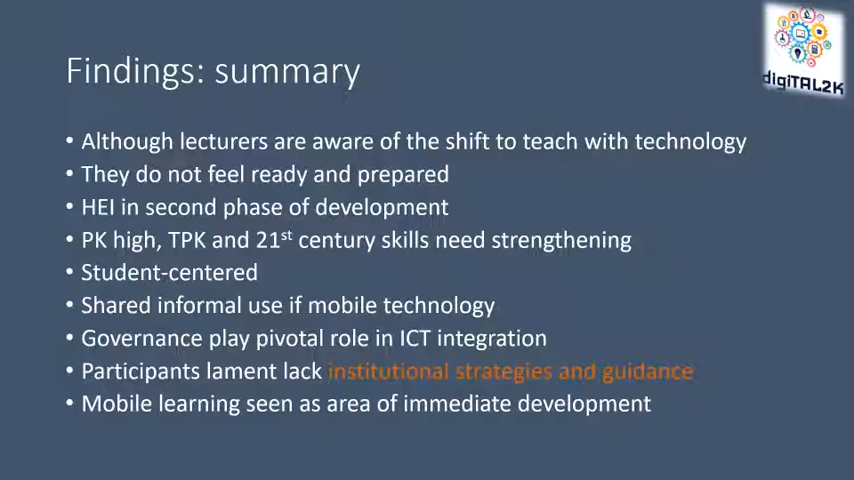 digiTAL2K
Findings: summary
• Although lecturers are aware of the shift to teach with technology
• They do not feel ready and prepared
• HEI in second phase of development
• PK high, TPK and 21st century skills need strengthening
• Student-centered
• Shared informal use if mobile technology
• Governance play pivotal role in ICT integration
• Participants lament lack institutional strategies and guidance
• Mobile learning seen as area of immediate development